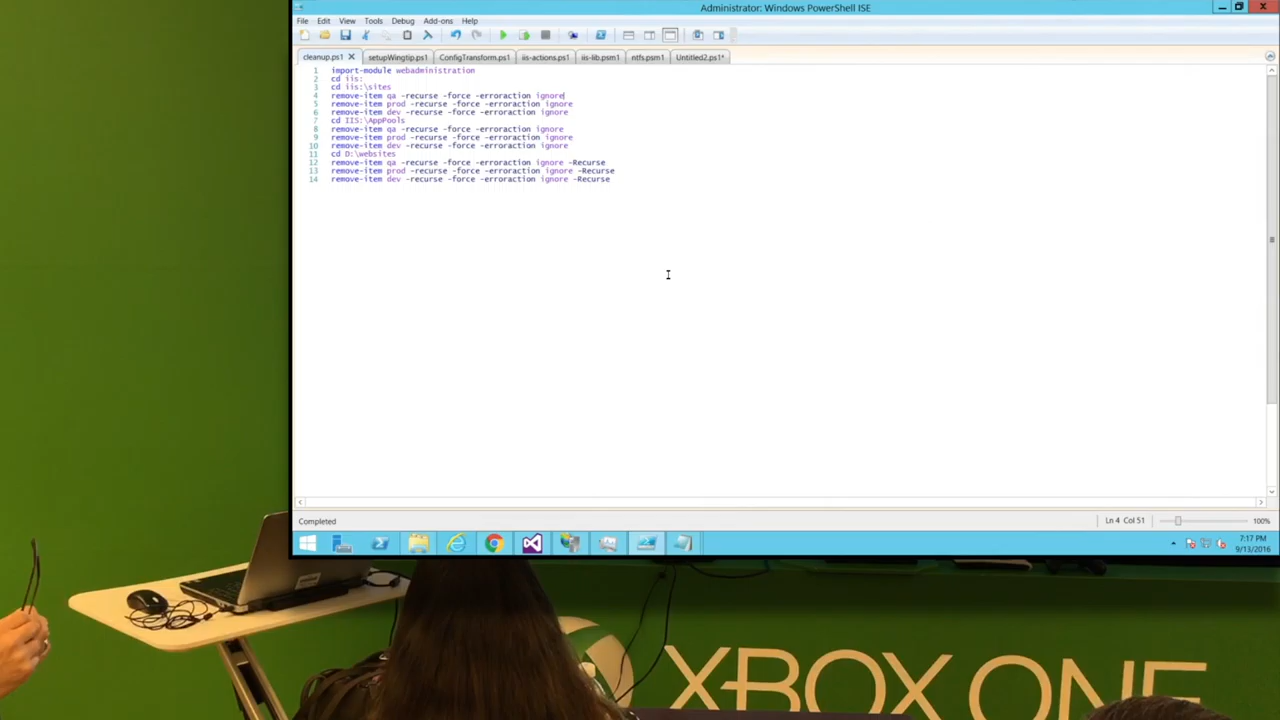 Administrator: Windows PowerShell ISE
File Edit View Tools Debug Add-ons Help
cleanup.ps1 setupWingtip.ps1 ConfigTransform.ps1 iis-actions.ps1 iis-lib.psm1 ntfs.psm1 Untitled2.ps1*
1 import-module webadministration
2 cd iis:
3 cd iis:\sites
4 remove-item qa -recurse -force -erroraction ignore
5 remove-item prod -recurse -force -erroraction ignore
6 remove-item dev -recurse -force -erroraction ignore
7 cd IIS:\AppPools
8 remove-item qa -recurse -force -erroraction ignore
9 remove-item prod -recurse -force -erroraction ignore
10 remove-item dev -recurse -force -erroraction ignore
11 cd D:\websites
12 remove-item qa -recurse -force -erroraction ignore -Recurse
13 remove-item prod -recurse -force -erroraction ignore -Recurse
14 remove-item dev -recurse -force -erroraction ignore -Recurse
Completed Ln 4 Col 51 100%
7:17 PM
9/13/2016
XBOX ONE